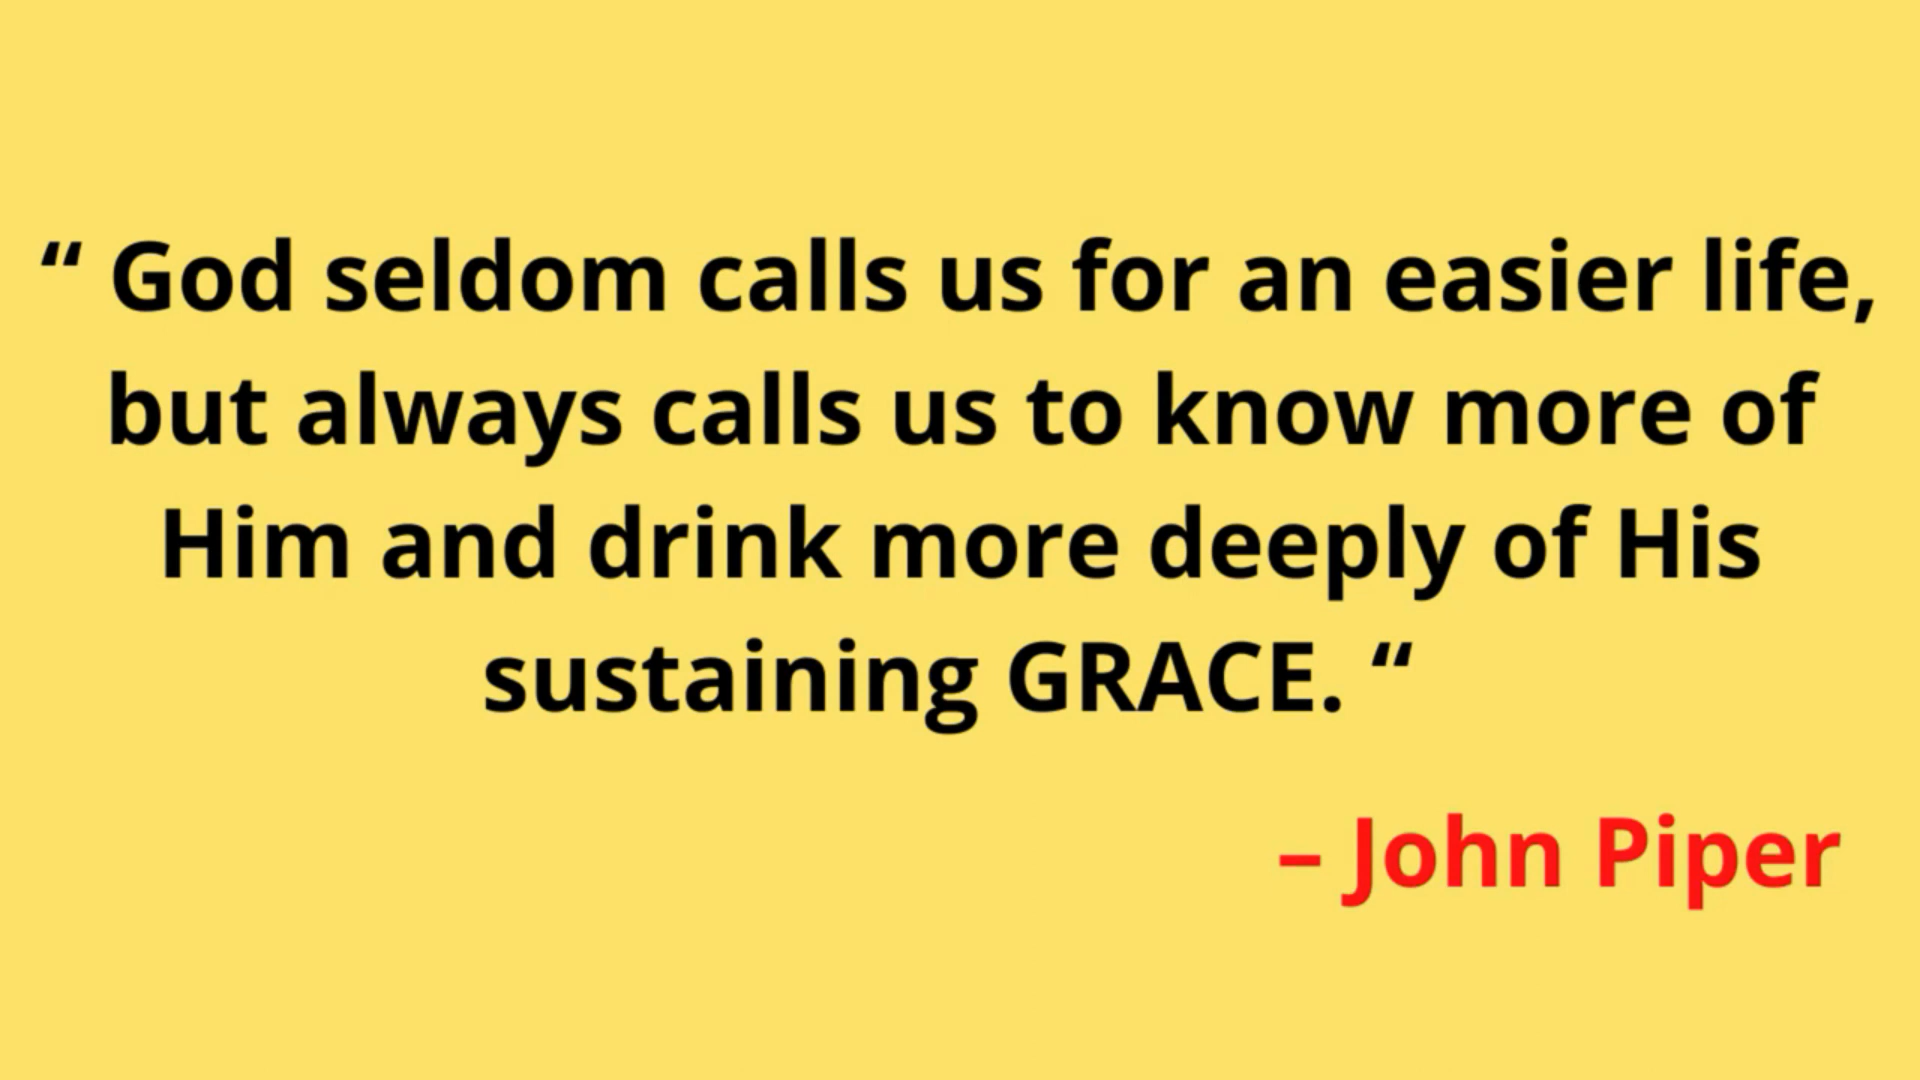 “ God seldom calls us for an easier life,
but always calls us to know more of
Him and drink more deeply of His
sustaining GRACE. “
– John Piper